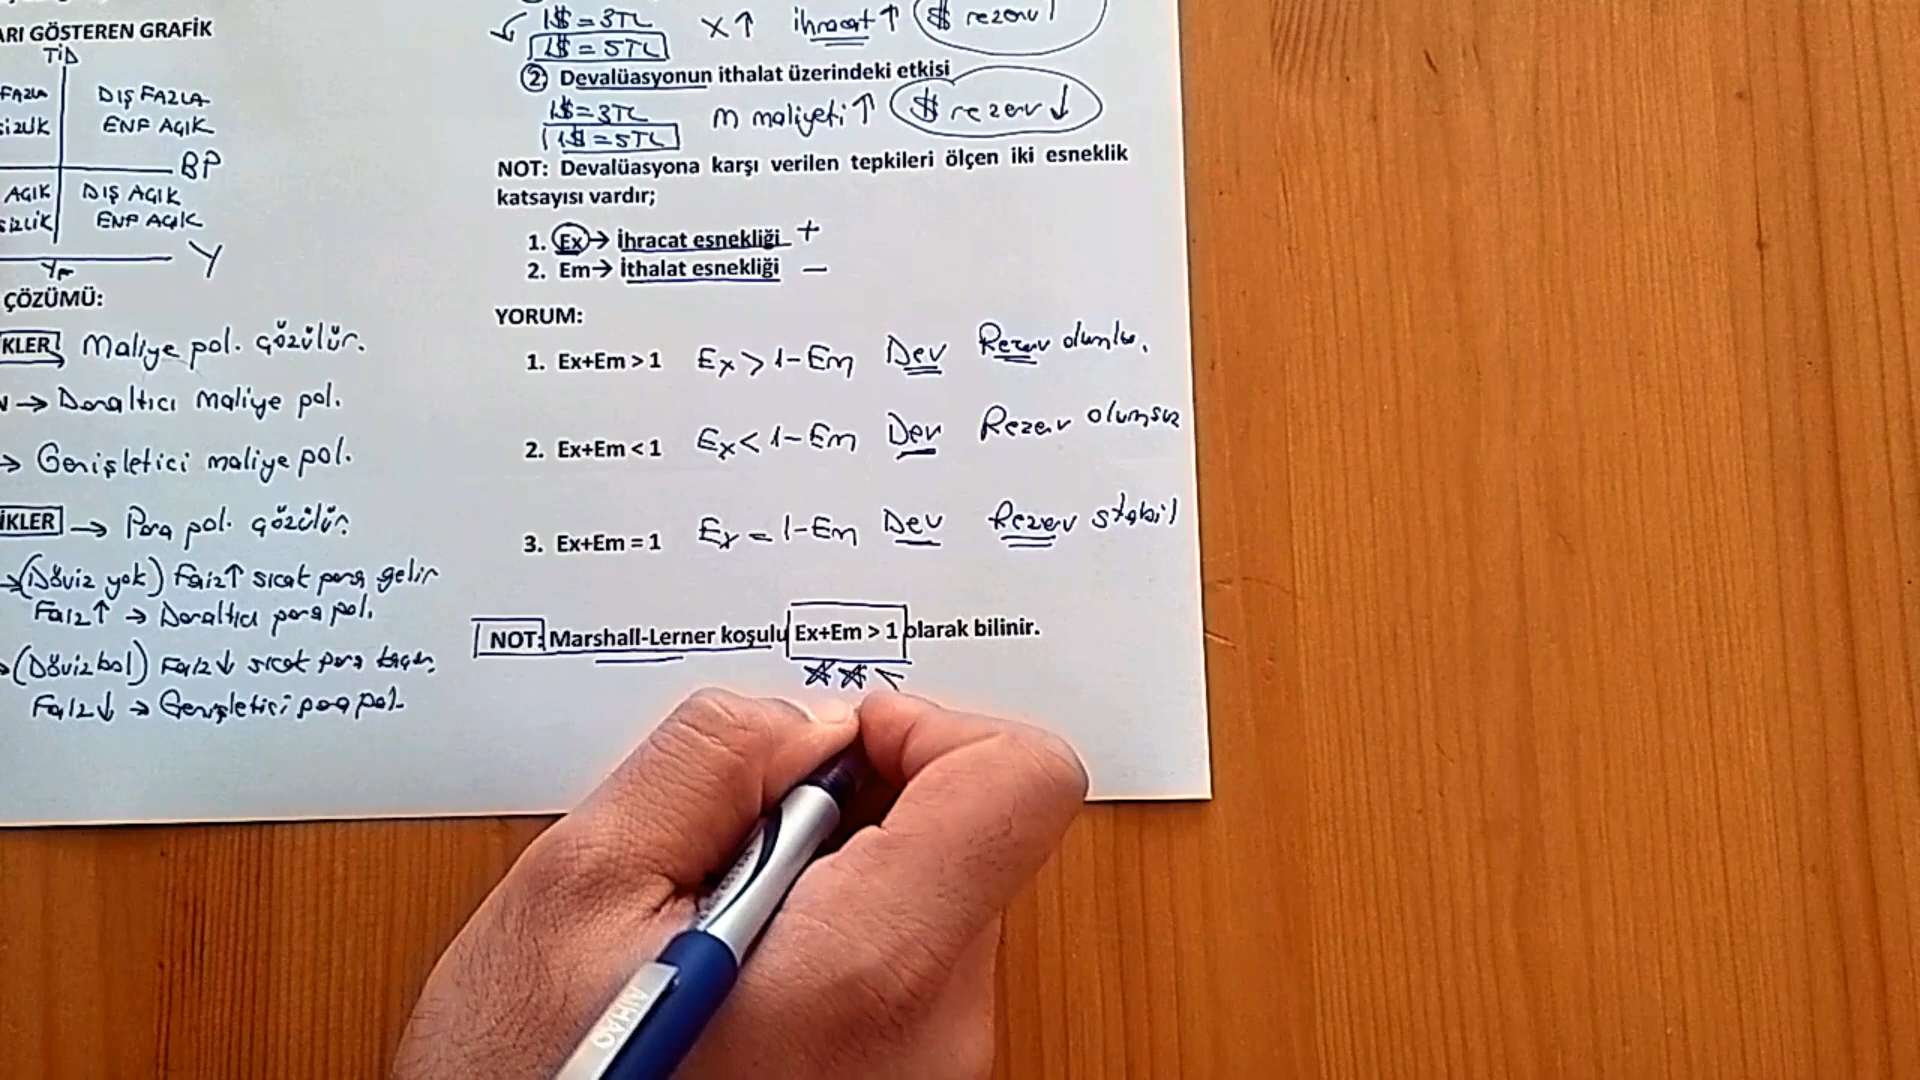 ARI GÖSTEREN GRAFİK
TiD
FAZLA
DIŞ FAZLA
SİZLİK
ENF AÇIK
BP
AÇIK
DIŞ AÇIK
SİZLİK
ENF AÇIK
Y
YF
ÇÖZÜMÜ:
KLER Maliye pol. çözülür.
→ Daraltıcı maliye pol.
→ Genişletici maliye pol.
İKLER → Para pol. çözülür.
→ (Döviz yok) Faiz↑ sıcak para gelir
Faiz↑ → Daraltıcı para pol.
→ (Döviz bol) Faiz↓ sıcak para kaçar.
Faiz↓ → Genişletici para pol.
1$ = 3TL X↑ ihracat↑ $ rezerv↑
1$ = 5TL
2) Devalüasyonun ithalat üzerindeki etkisi
1$ = 3TL m maliyeti↑ $ rezerv↓
1$ = 5TL
NOT: Devalüasyona karşı verilen tepkileri ölçen iki esneklik
katsayısı vardır;
1. Ex→ İhracat esnekliği +
2. Em→ İthalat esnekliği —
YORUM:
1. Ex+Em > 1 Ex > 1-Em Dev Rezerv olumlu.
2. Ex+Em < 1 Ex < 1-Em Dev Rezerv olumsuz
3. Ex+Em = 1 Ex = 1-Em Dev Rezerv stabil
NOT: Marshall-Lerner koşulu Ex+Em > 1 olarak bilinir.